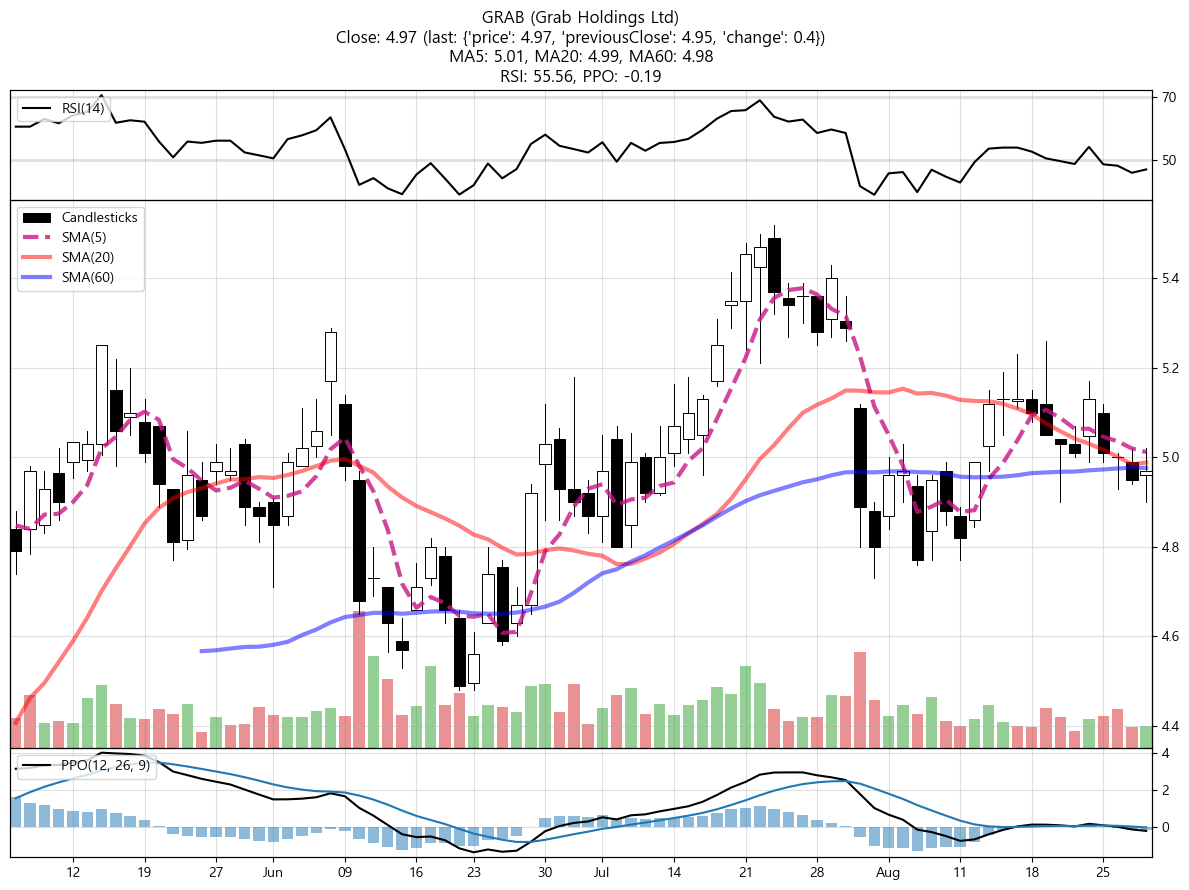 GRAB (Grab Holdings Ltd)
Close: 4.97 (last: {'price': 4.97, 'previousClose': 4.95, 'change': 0.4})
MA5: 5.01, MA20: 4.99, MA60: 4.98
RSI: 55.56, PPO: -0.19
RSI(14)
70
50
Candlesticks
SMA(5)
SMA(20)
SMA(60)
5.4
5.2
5.0
4.8
4.6
4.4
PPO(12, 26, 9)
4
2
0
12 19 27 Jun 09 16 23 30 Jul 14 21 28 Aug 11 18 25